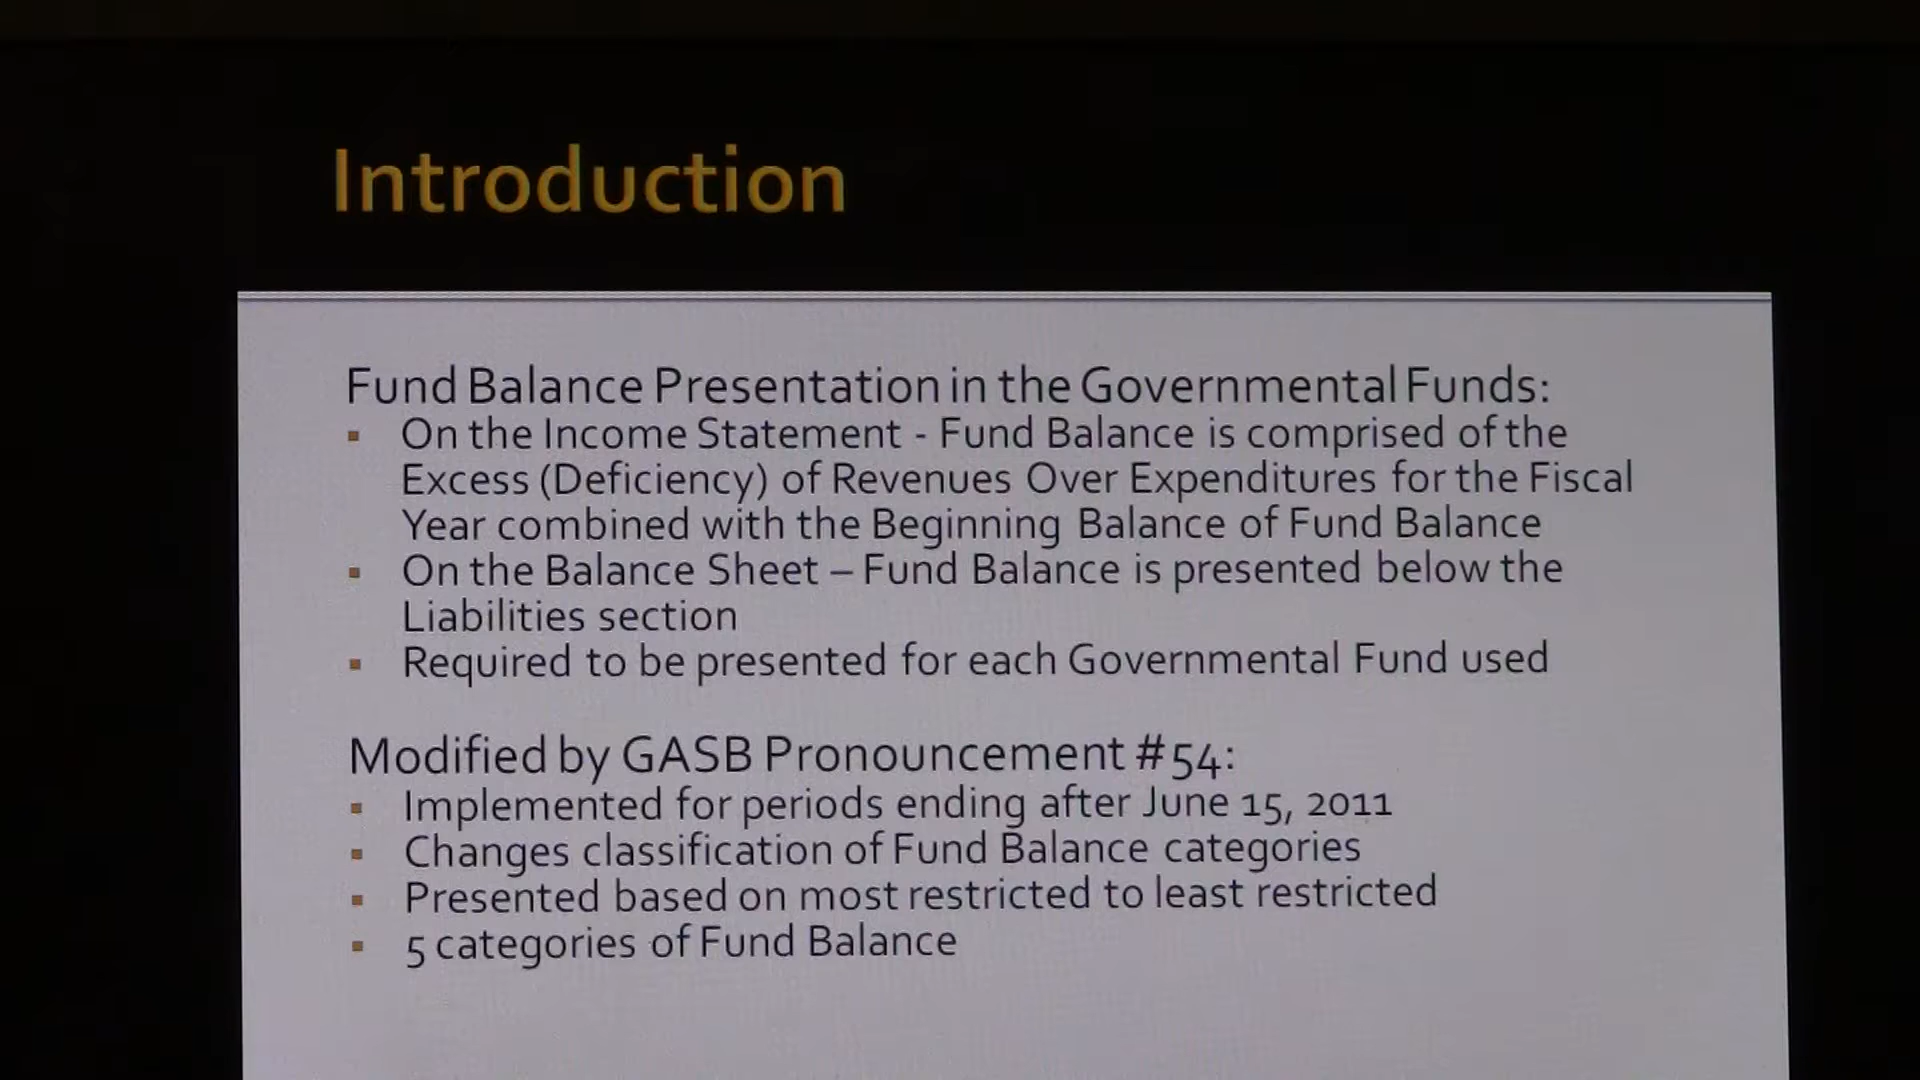 Introduction
Fund Balance Presentation in the Governmental Funds:
▪ On the Income Statement - Fund Balance is comprised of the
Excess (Deficiency) of Revenues Over Expenditures for the Fiscal
Year combined with the Beginning Balance of Fund Balance
▪ On the Balance Sheet – Fund Balance is presented below the
Liabilities section
▪ Required to be presented for each Governmental Fund used
Modified by GASB Pronouncement #54:
▪ Implemented for periods ending after June 15, 2011
▪ Changes classification of Fund Balance categories
▪ Presented based on most restricted to least restricted
▪ 5 categories of Fund Balance